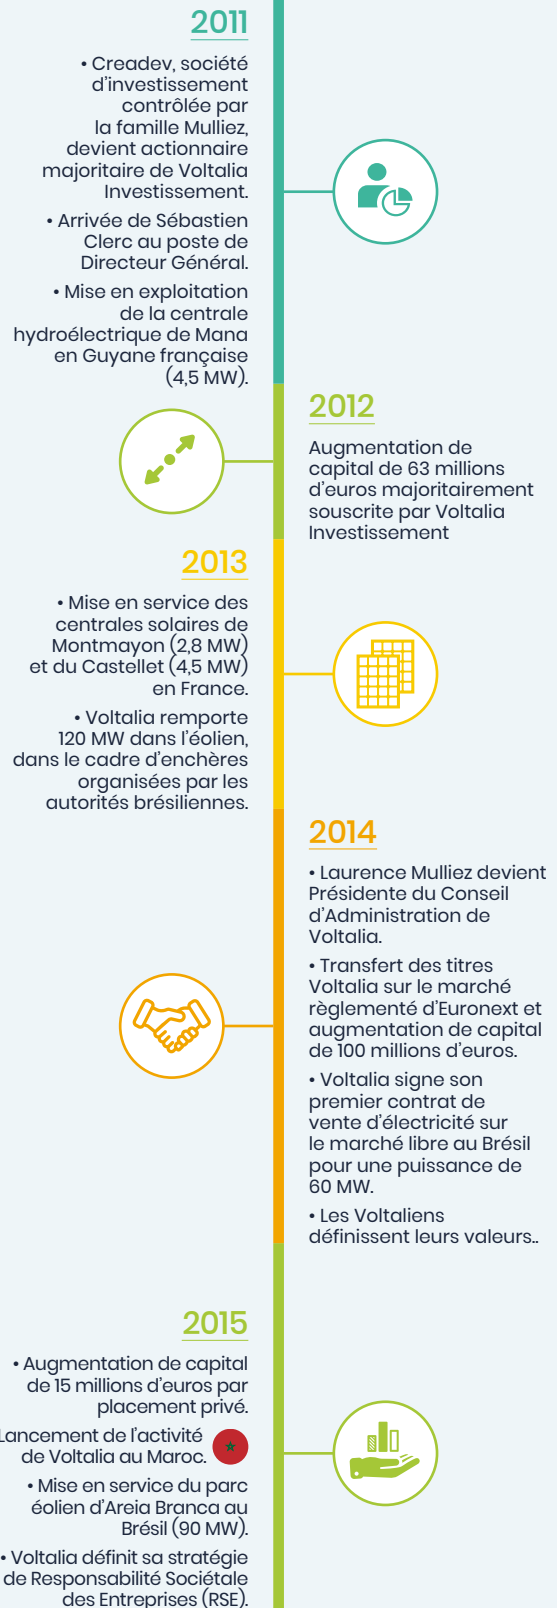 2011
• Creadev, société
d'investissement
contrôlée par
la famille Mulliez,
devient actionnaire
majoritaire de Voltalia
Investissement.
• Arrivée de Sébastien
Clerc au poste de
Directeur Général.
• Mise en exploitation
de la centrale
hydroélectrique de Mana
en Guyane française
(4,5 MW).
2012
Augmentation de
capital de 63 millions
d'euros majoritairement
souscrite par Voltalia
Investissement
2013
• Mise en service des
centrales solaires de
Montmayon (2,8 MW)
et du Castellet (4,5 MW)
en France.
• Voltalia remporte
120 MW dans l'éolien,
dans le cadre d'enchères
organisées par les
autorités brésiliennes.
2014
• Laurence Mulliez devient
Présidente du Conseil
d'Administration de
Voltalia.
• Transfert des titres
Voltalia sur le marché
règlementé d'Euronext et
augmentation de capital
de 100 millions d'euros.
• Voltalia signe son
premier contrat de
vente d'électricité sur
le marché libre au Brésil
pour une puissance de
60 MW.
• Les Voltaliens
définissent leurs valeurs..
2015
• Augmentation de capital
de 15 millions d'euros par
placement privé.
Lancement de l'activité
de Voltalia au Maroc.
• Mise en service du parc
éolien d'Areia Branca au
Brésil (90 MW).
• Voltalia définit sa stratégie
de Responsabilité Sociétale
des Entreprises (RSE).